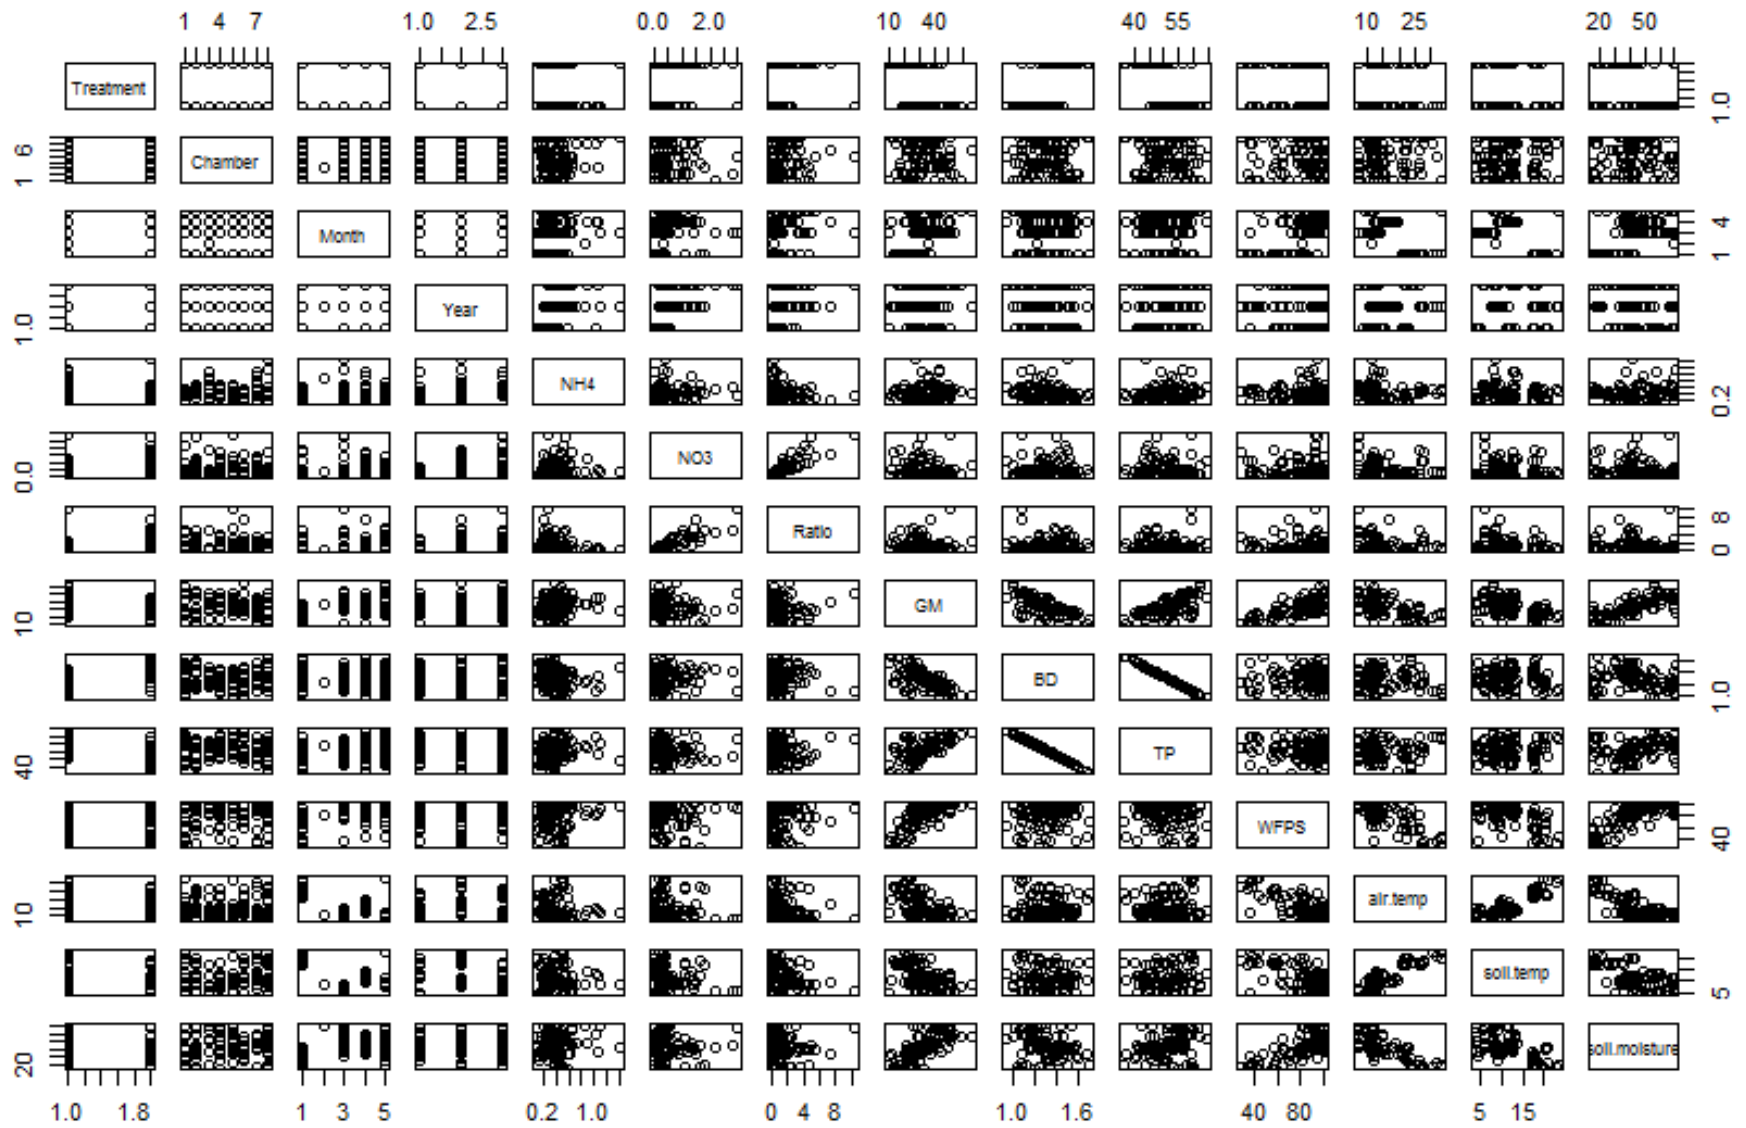 1 4 7 1.0 2.5 0.0 2.0 10 40 40 55 10 25 20 50
Treatment 1.0
1 6 Chamber
Month 1 4
1.0 Year
NH4 0.2
0.0 NO3
Ratio 0 8
10 GM
BD 1.0
40 TP
WFPS 40
10 air.temp
soil.temp 5
20 soil.moisture
1.0 1.8 1 3 5 0.2 1.0 0 4 8 1.0 1.6 40 80 5 15